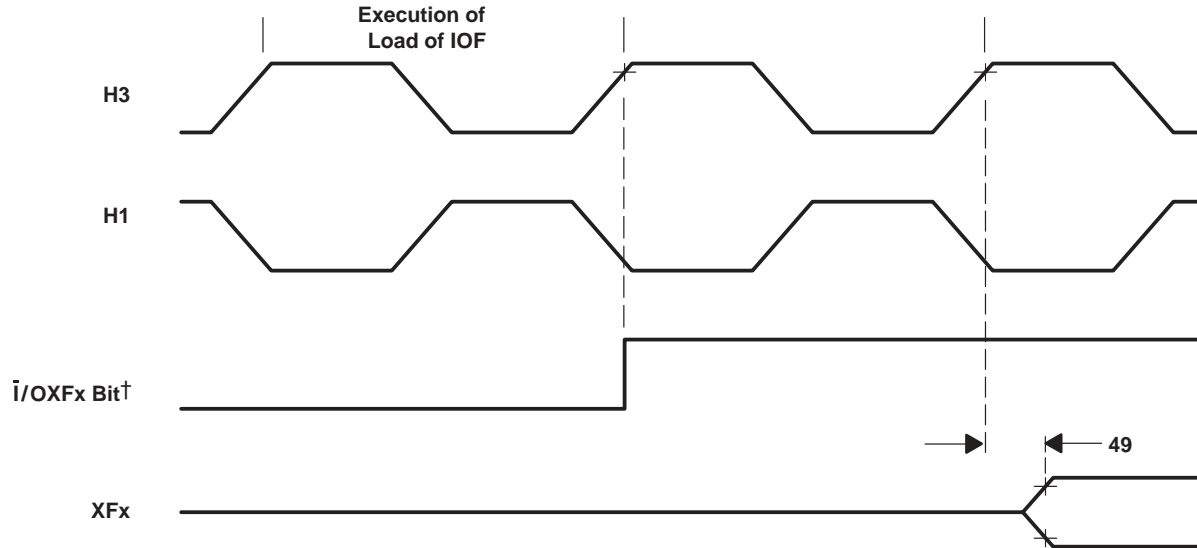 Execution of
Load of IOF
H3
H1
Ī/OXFx Bit†
49
XFx